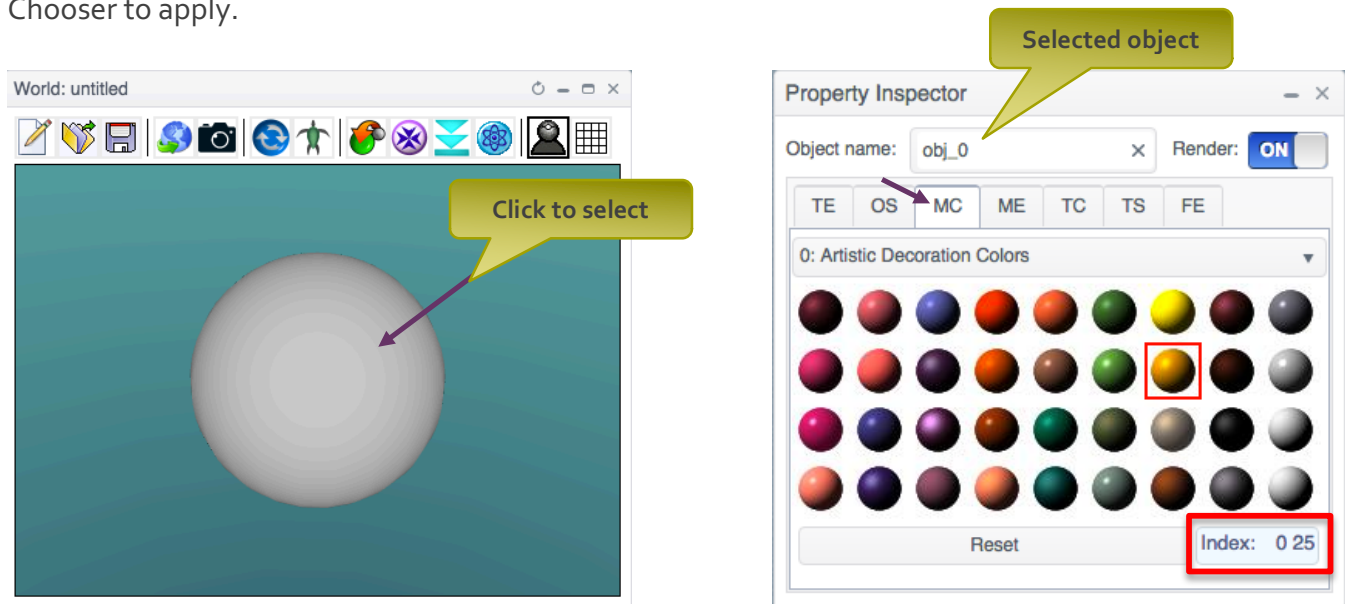 Chooser to apply.
Selected object
World: untitled
Click to select
Property Inspector
Object name: obj_0 Render: ON
TE OS MC ME TC TS FE
0: Artistic Decoration Colors
Reset Index: 0 25